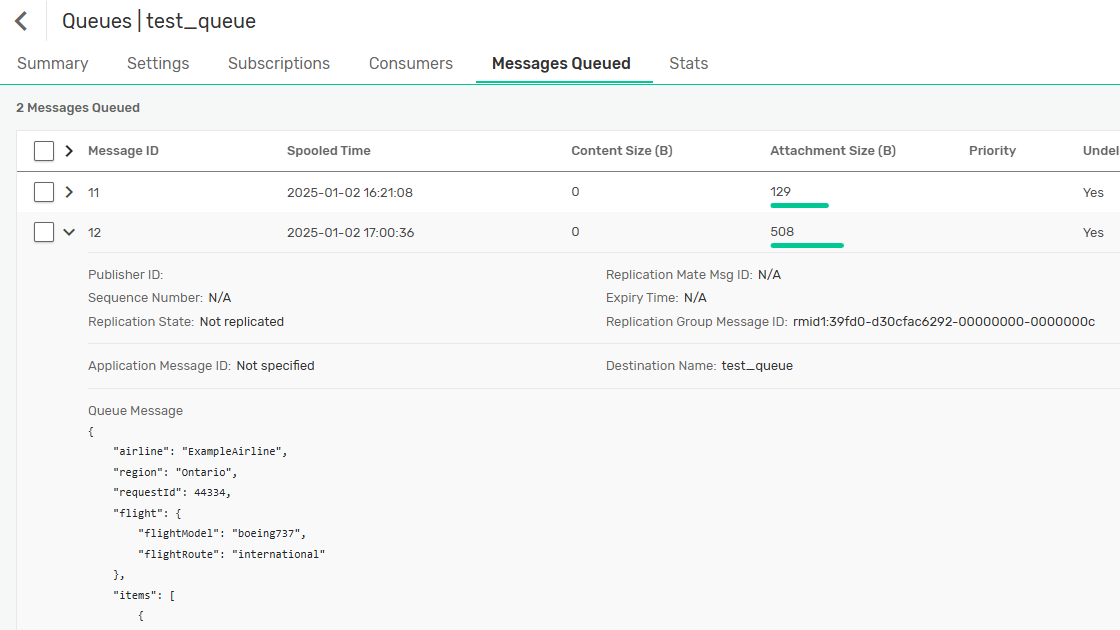 Queues | test_queue
Summary Settings Subscriptions Consumers Messages Queued Stats
2 Messages Queued
Message ID Spooled Time Content Size (B) Attachment Size (B) Priority Undel
11 2025-01-02 16:21:08 0 129 Yes
12 2025-01-02 17:00:36 0 508 Yes
Publisher ID: Replication Mate Msg ID: N/A
Sequence Number: N/A Expiry Time: N/A
Replication State: Not replicated Replication Group Message ID: rmid1:39fd0-d30cfac6292-00000000-0000000c
Application Message ID: Not specified Destination Name: test_queue
Queue Message
{
    "airline": "ExampleAirline",
    "region": "Ontario",
    "requestId": 44334,
    "flight": {
        "flightModel": "boeing737",
        "flightRoute": "international"
    },
    "items": [
        {